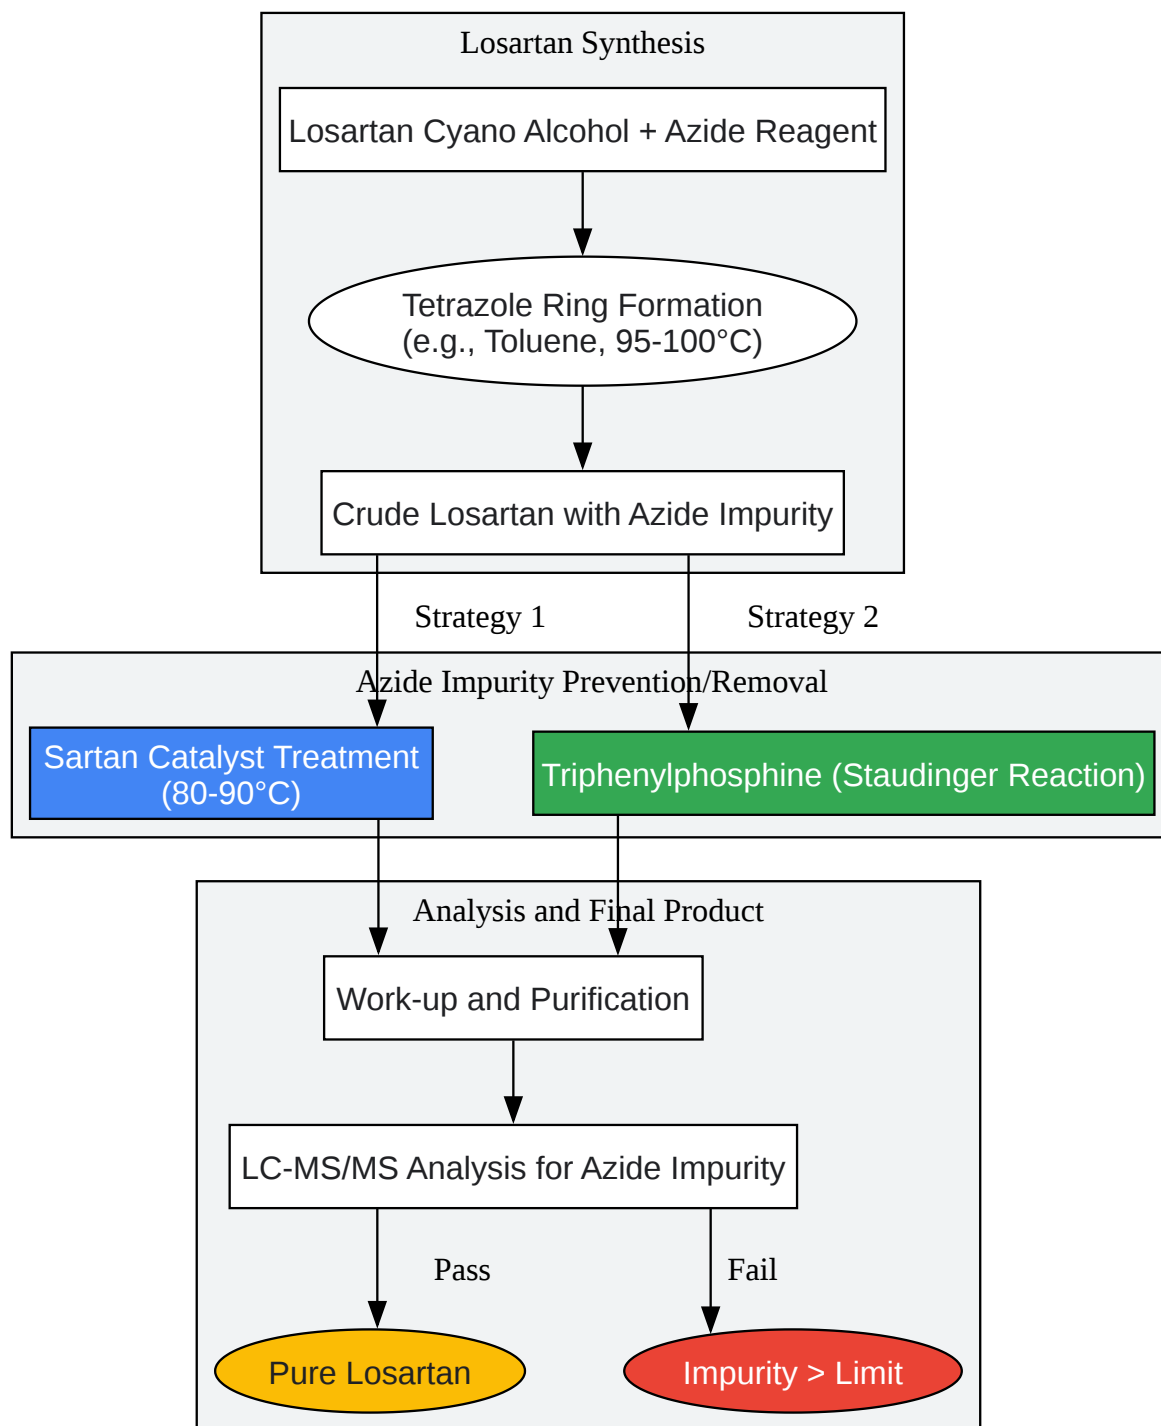 Losartan Synthesis
Losartan Cyano Alcohol + Azide Reagent
Tetrazole Ring Formation
(e.g., Toluene, 95-100°C)
Crude Losartan with Azide Impurity
Strategy 1
Strategy 2
Azide Impurity Prevention/Removal
Sartan Catalyst Treatment
(80-90°C)
Triphenylphosphine (Staudinger Reaction)
Analysis and Final Product
Work-up and Purification
LC-MS/MS Analysis for Azide Impurity
Pass
Fail
Pure Losartan
Impurity > Limit